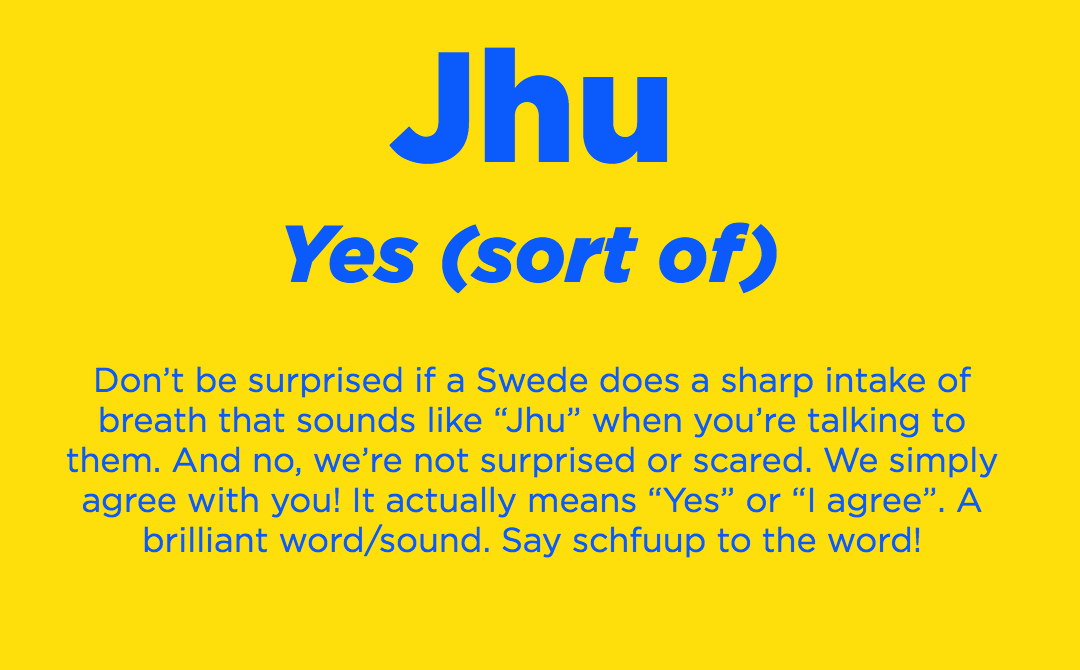 Jhu
Yes (sort of)
Don’t be surprised if a Swede does a sharp intake of
breath that sounds like “Jhu” when you’re talking to
them. And no, we’re not surprised or scared. We simply
agree with you! It actually means “Yes” or “I agree”. A
brilliant word/sound. Say schfuup to the word!